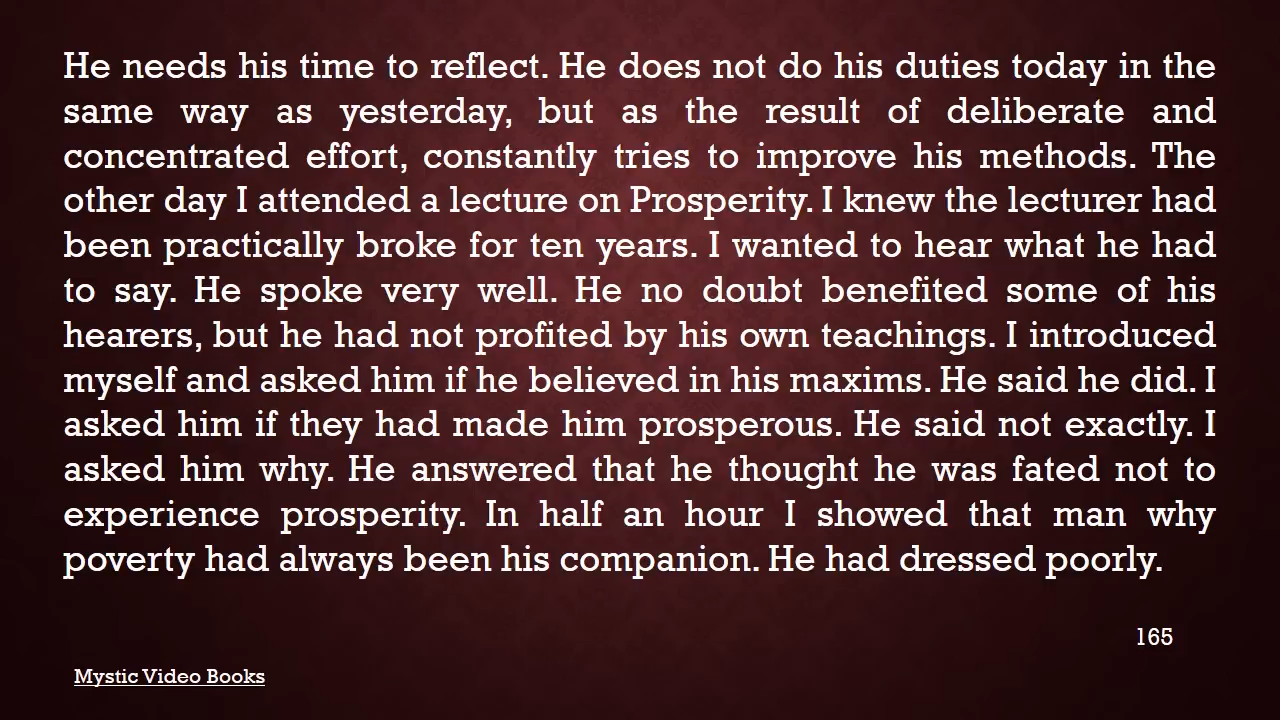 He needs his time to reflect. He does not do his duties today in the
same way as yesterday, but as the result of deliberate and
concentrated effort, constantly tries to improve his methods. The
other day I attended a lecture on Prosperity. I knew the lecturer had
been practically broke for ten years. I wanted to hear what he had
to say. He spoke very well. He no doubt benefited some of his
hearers, but he had not profited by his own teachings. I introduced
myself and asked him if he believed in his maxims. He said he did. I
asked him if they had made him prosperous. He said not exactly. I
asked him why. He answered that he thought he was fated not to
experience prosperity. In half an hour I showed that man why
poverty had always been his companion. He had dressed poorly.
165
Mystic Video Books